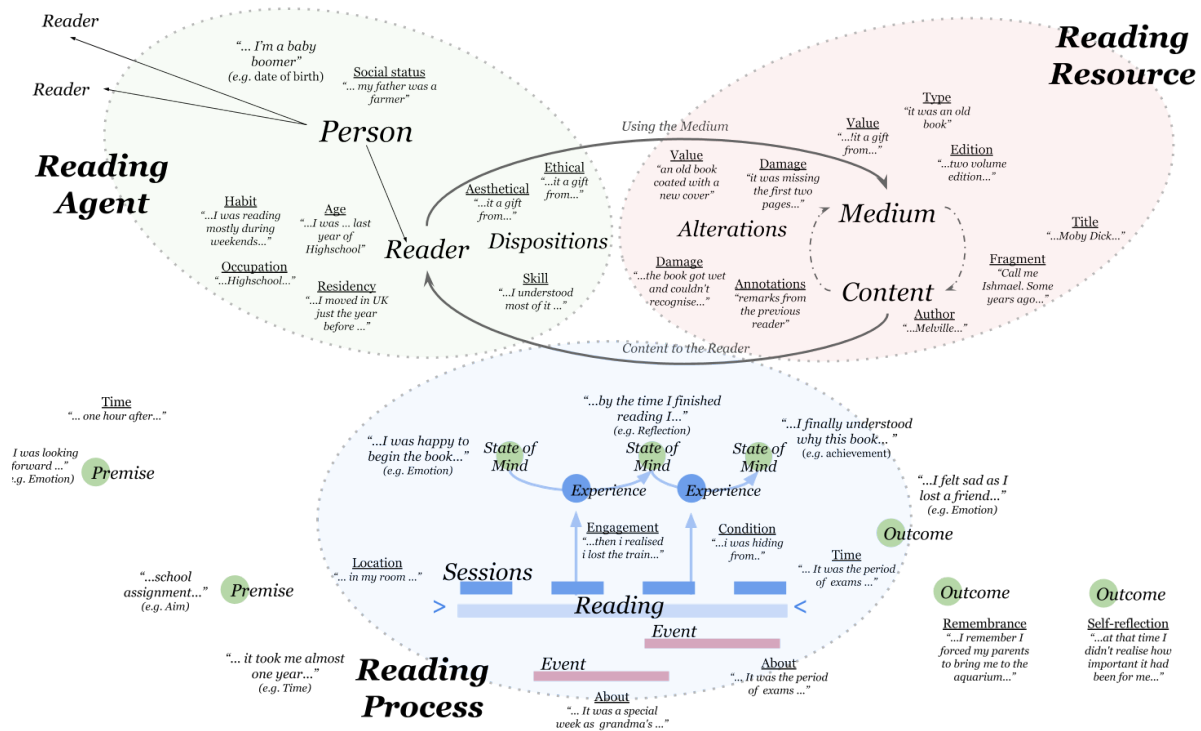 Reader
Reader
Reading
Agent
“... I’m a baby
boomer”
(e.g. date of birth)
Social status
“... my father was a
farmer”
Person
Habit
“...I was reading
mostly during
weekends...”
Age
“...I was ... last
year of
Highschool”
Occupation
“...Highschool...”
Residency
“...I moved in UK
just the year
before ...”
Reader
Aesthetical
“...it a gift
from...”
Ethical
“...it a gift
from...”
Dispositions
Skill
“...I understood
most of it ...”
Using the Medium
Content to the Reader
Reading
Resource
Value
“an old book
coated with a
new cover”
Damage
“it was missing
the first two
pages...”
Value
“...!it a gift
from...”
Type
“it was an old
book”
Edition
“...two volume
edition...”
Alterations
Medium
Damage
“...the book got wet
and couldn’t
recognise...”
Annotations
“remarks from
the previous
reader”
Content
Title
“...Moby Dick...”
Fragment
“Call me
Ishmael. Some
years ago...”
Author
“...Melville...”
Time
“... one hour after...”
I was looking
forward ...”
e.g. Emotion)
Premise
“...school
assignment...”
(e.g. Aim)
Premise
“... it took me almost
one year...”
(e.g. Time)
“...I was happy to
begin the book...”
(e.g. Emotion)
State of
Mind
“...by the time I finished
reading I...”
(e.g. Reflection)
State of
Mind
“...I finally understood
why this book... ”
(e.g. achievement)
State of
Mind
Experience
Experience
Engagement
“...then i realised
i lost the train...”
Condition
“...i was hiding
from..”
Location
“... in my room ...”
Time
“... It was the period
of exams ...”
Sessions
>
Reading
<
Event
Event
About
“... It was the period
of exams ...”
About
“... It was a special
week as grandma’s ...”
Reading
Process
“...I felt sad as I
lost a friend...”
(e.g. Emotion)
Outcome
Outcome
Remembrance
“...I remember I
forced my parents
to bring me to the
aquarium...”
Outcome
Self-reflection
“...at that time I
didn't realise how
important it had
been for me...”